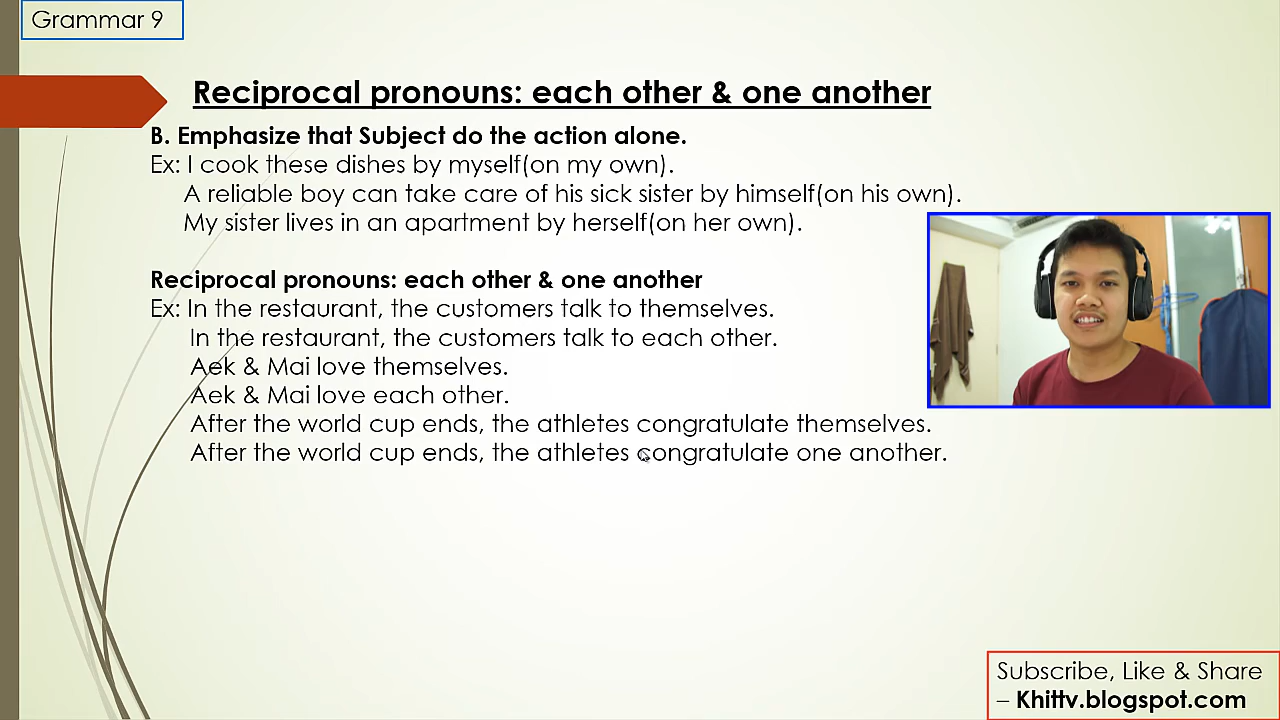 Grammar 9
Reciprocal pronouns: each other & one another
B. Emphasize that Subject do the action alone.
Ex: I cook these dishes by myself(on my own).
A reliable boy can take care of his sick sister by himself(on his own).
My sister lives in an apartment by herself(on her own).
Reciprocal pronouns: each other & one another
Ex: In the restaurant, the customers talk to themselves.
In the restaurant, the customers talk to each other.
Aek & Mai love themselves.
Aek & Mai love each other.
After the world cup ends, the athletes congratulate themselves.
After the world cup ends, the athletes congratulate one another.
Subscribe, Like & Share
– Khittv.blogspot.com